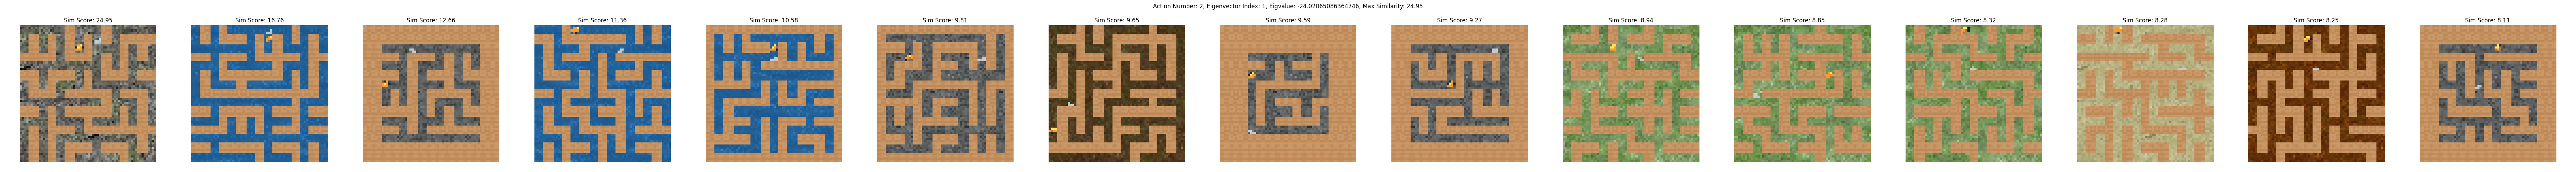 Action Number: 2, Eigenvector Index: 1, Eigvalue: -24.02065086364746, Max Similarity: 24.95
Sim Score: 24.95
Sim Score: 16.76
Sim Score: 12.66
Sim Score: 11.36
Sim Score: 10.58
Sim Score: 9.81
Sim Score: 9.65
Sim Score: 9.59
Sim Score: 9.27
Sim Score: 8.94
Sim Score: 8.85
Sim Score: 8.32
Sim Score: 8.28
Sim Score: 8.25
Sim Score: 8.11